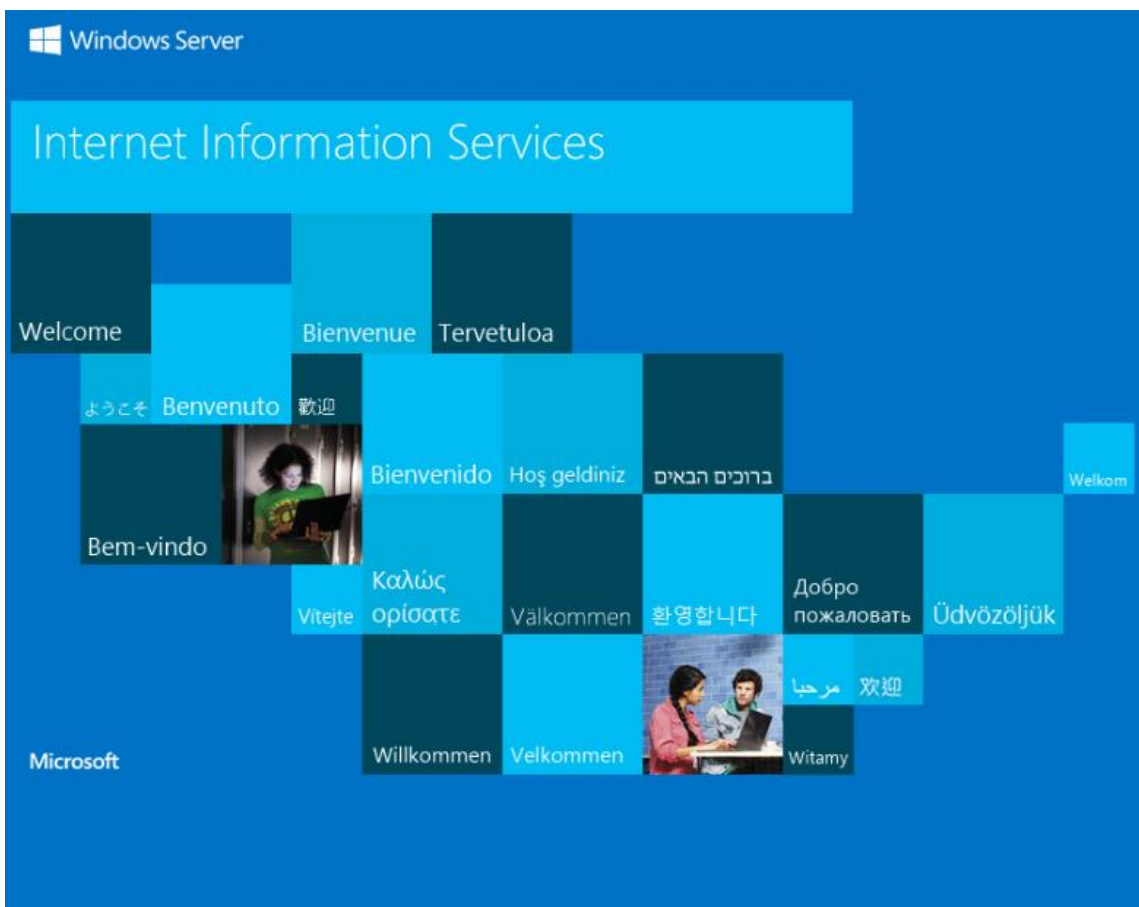 Windows Server
Internet Information Services
Welcome
Bienvenue
Tervetuloa
ようこそ
Benvenuto
歡迎
Bienvenido
Hoş geldiniz
ברוכים הבאים
Welkom
Bem-vindo
Vítejte
Καλώς
ορίσατε
Välkommen
환영합니다
Добро
пожаловать
Üdvözöljük
مرحبا
欢迎
Willkommen
Velkommen
Witamy
Microsoft